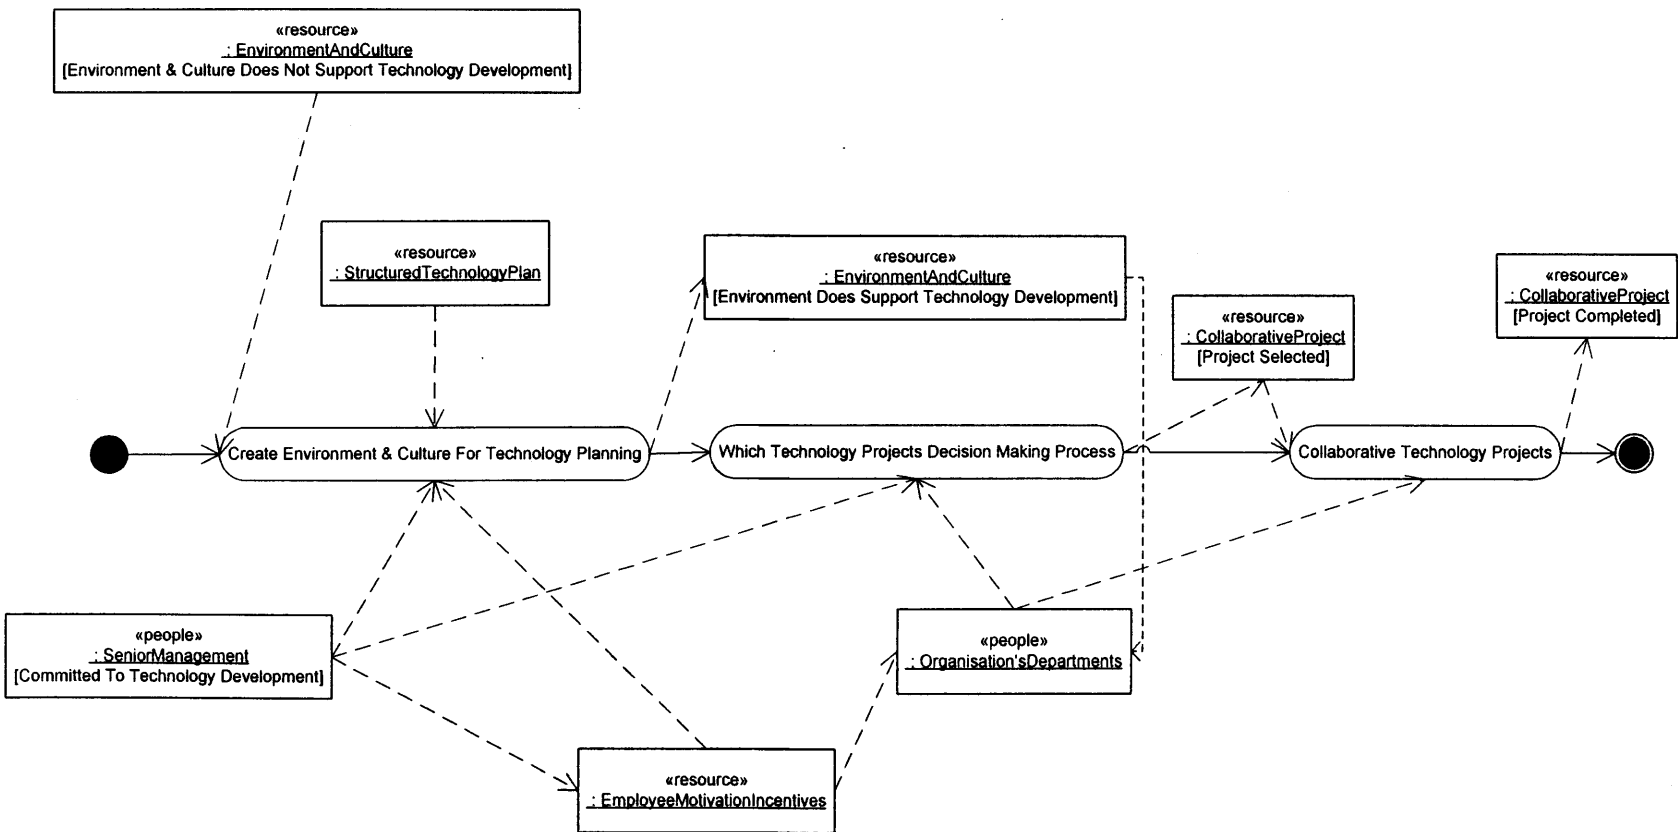 «resource»
: EnvironmentAndCulture
[Environment & Culture Does Not Support Technology Development]
«resource»
: StructuredTechnologyPlan
«resource»
: EnvironmentAndCulture
[Environment Does Support Technology Development]
«resource»
: CollaborativeProject
[Project Selected]
«resource»
: CollaborativeProject
[Project Completed]
Create Environment & Culture For Technology Planning
Which Technology Projects Decision Making Process
Collaborative Technology Projects
«people»
: SeniorManagement
[Committed To Technology Development]
«people»
: Organisation'sDepartments
«resource»
: EmployeeMotivationIncentives